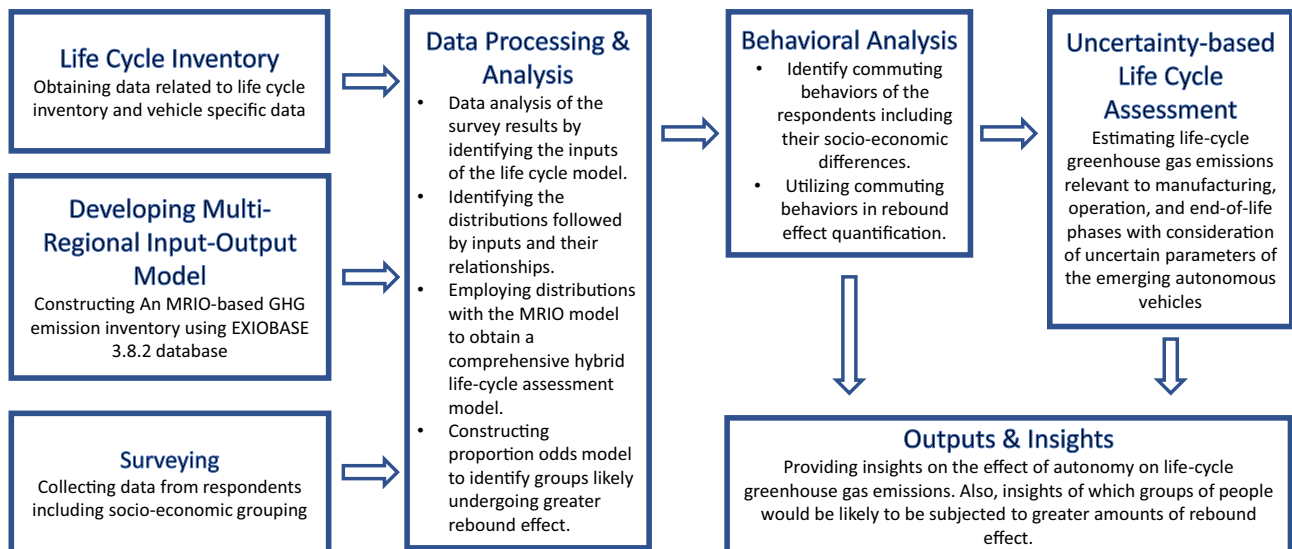 Life Cycle Inventory
Obtaining data related to life cycle
inventory and vehicle specific data
Developing Multi-
Regional Input-Output
Model
Constructing An MRIO-based GHG
emission inventory using EXIOBASE
3.8.2 database
Surveying
Collecting data from respondents
including socio-economic grouping
Data Processing &
Analysis
• Data analysis of the
survey results by
identifying the inputs
of the life cycle model.
• Identifying the
distributions followed
by inputs and their
relationships.
• Employing distributions
with the MRIO model
to obtain a
comprehensive hybrid
life-cycle assessment
model.
• Constructing
proportion odds model
to identify groups likely
undergoing greater
rebound effect.
Behavioral Analysis
• Identify commuting
behaviors of the
respondents including
their socio-economic
differences.
• Utilizing commuting
behaviors in rebound
effect quantification.
Uncertainty-based
Life Cycle
Assessment
Estimating life-cycle
greenhouse gas emissions
relevant to manufacturing,
operation, and end-of-life
phases with consideration
of uncertain parameters of
the emerging autonomous
vehicles
Outputs & Insights
Providing insights on the effect of autonomy on life-cycle
greenhouse gas emissions. Also, insights of which groups of people
would be likely to be subjected to greater amounts of rebound
effect.